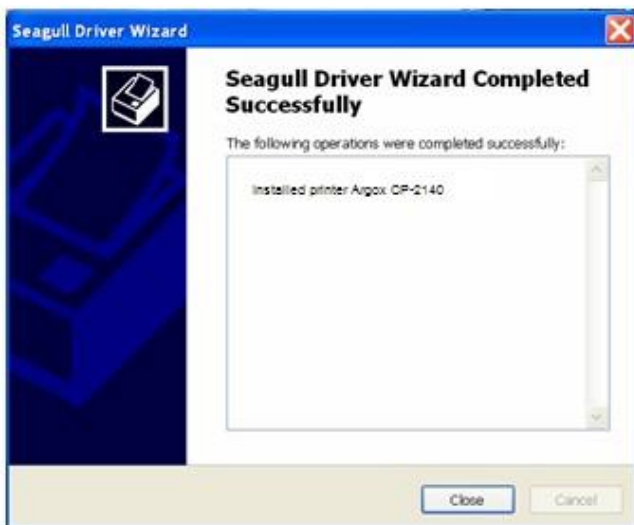 Seagull Driver Wizard
Seagull Driver Wizard Completed
Successfully
The following operations were completed successfully:
Installed printer Argox CP-2140
Close
Cancel